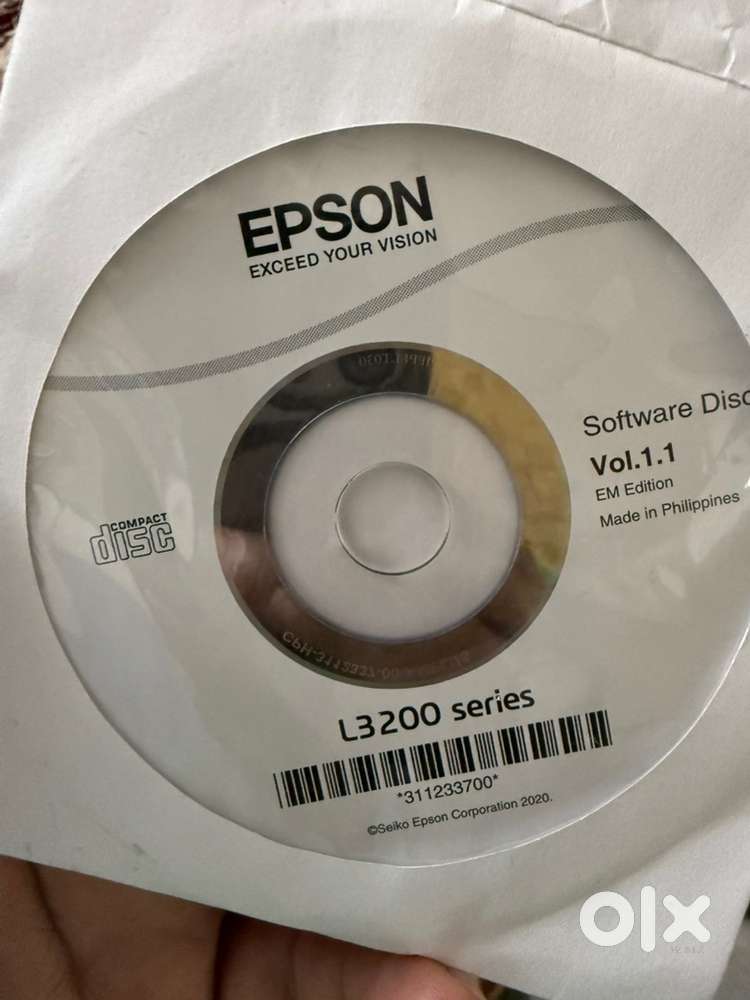 EPSON
EXCEED YOUR VISION
Software Disc
Vol.1.1
EM Edition
Made in Philippines
COMPACT
disc
L3200 series
*311233700*
©Seiko Epson Corporation 2020.
olx